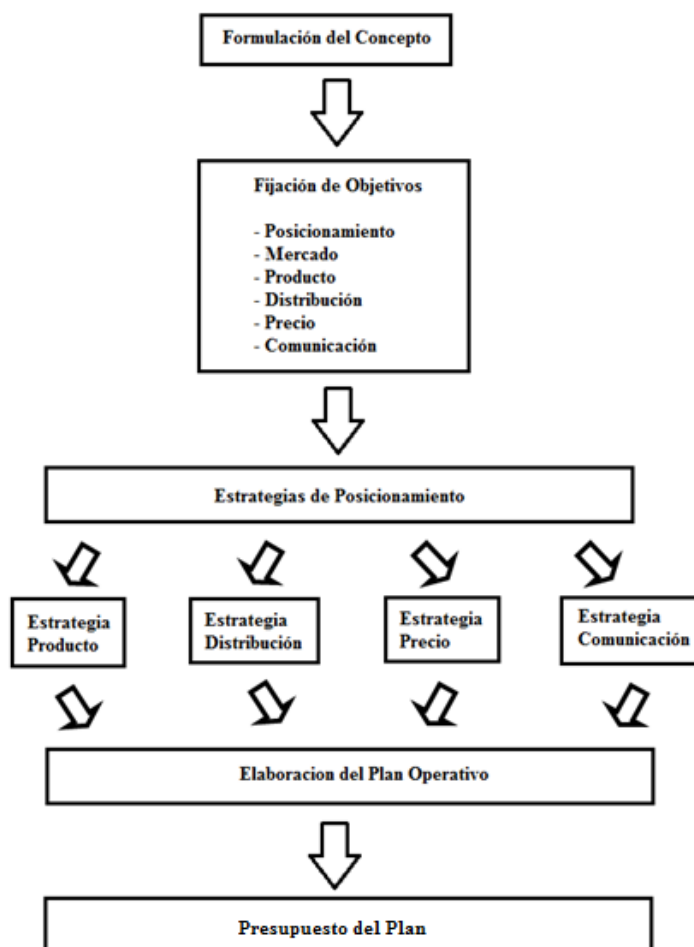 Formulación del Concepto
Fijación de Objetivos
- Posicionamiento
- Mercado
- Producto
- Distribución
- Precio
- Comunicación
Estrategias de Posicionamiento
Estrategia
Producto
Estrategia
Distribución
Estrategia
Precio
Estrategia
Comunicación
Elaboracion del Plan Operativo
Presupuesto del Plan